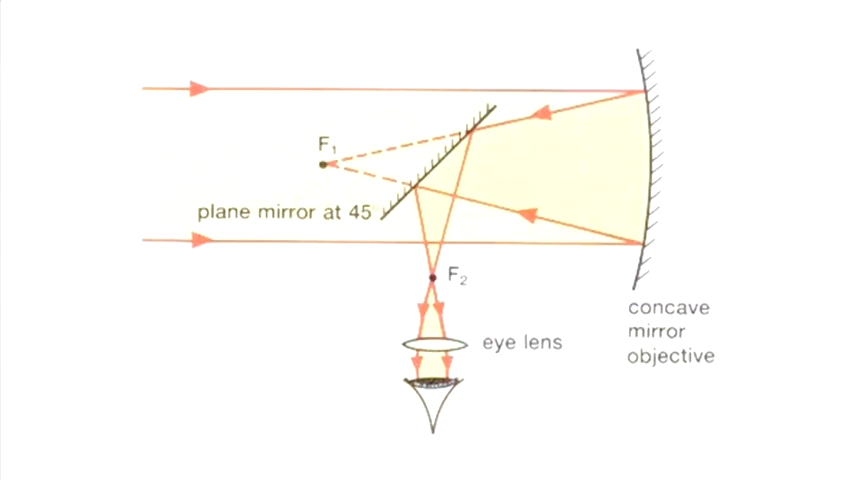 F₁
plane mirror at 45
F₂
eye lens
concave
mirror
objective